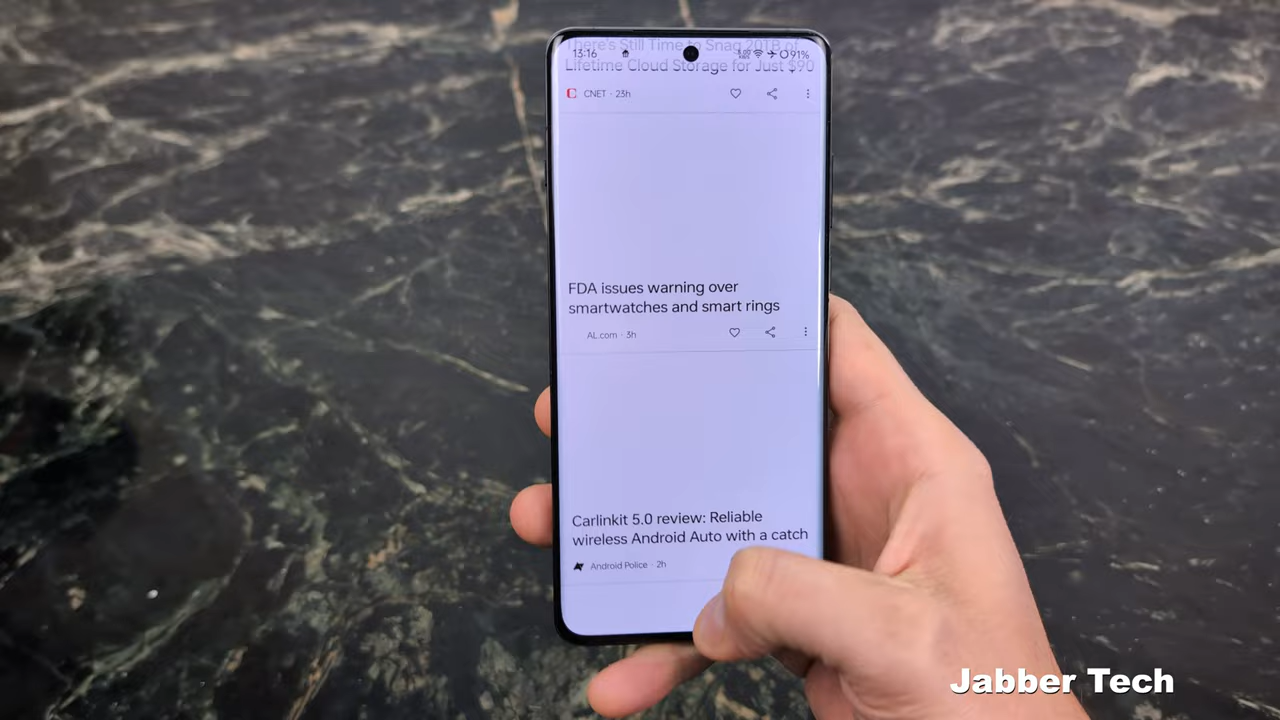 There's Still Time to Snag 20TB of
13:16
91%
Lifetime Cloud Storage for Just $90
CNET · 23h
FDA issues warning over
smartwatches and smart rings
AL.com · 3h
Carlinkit 5.0 review: Reliable
wireless Android Auto with a catch
Android Police · 2h
Jabber Tech